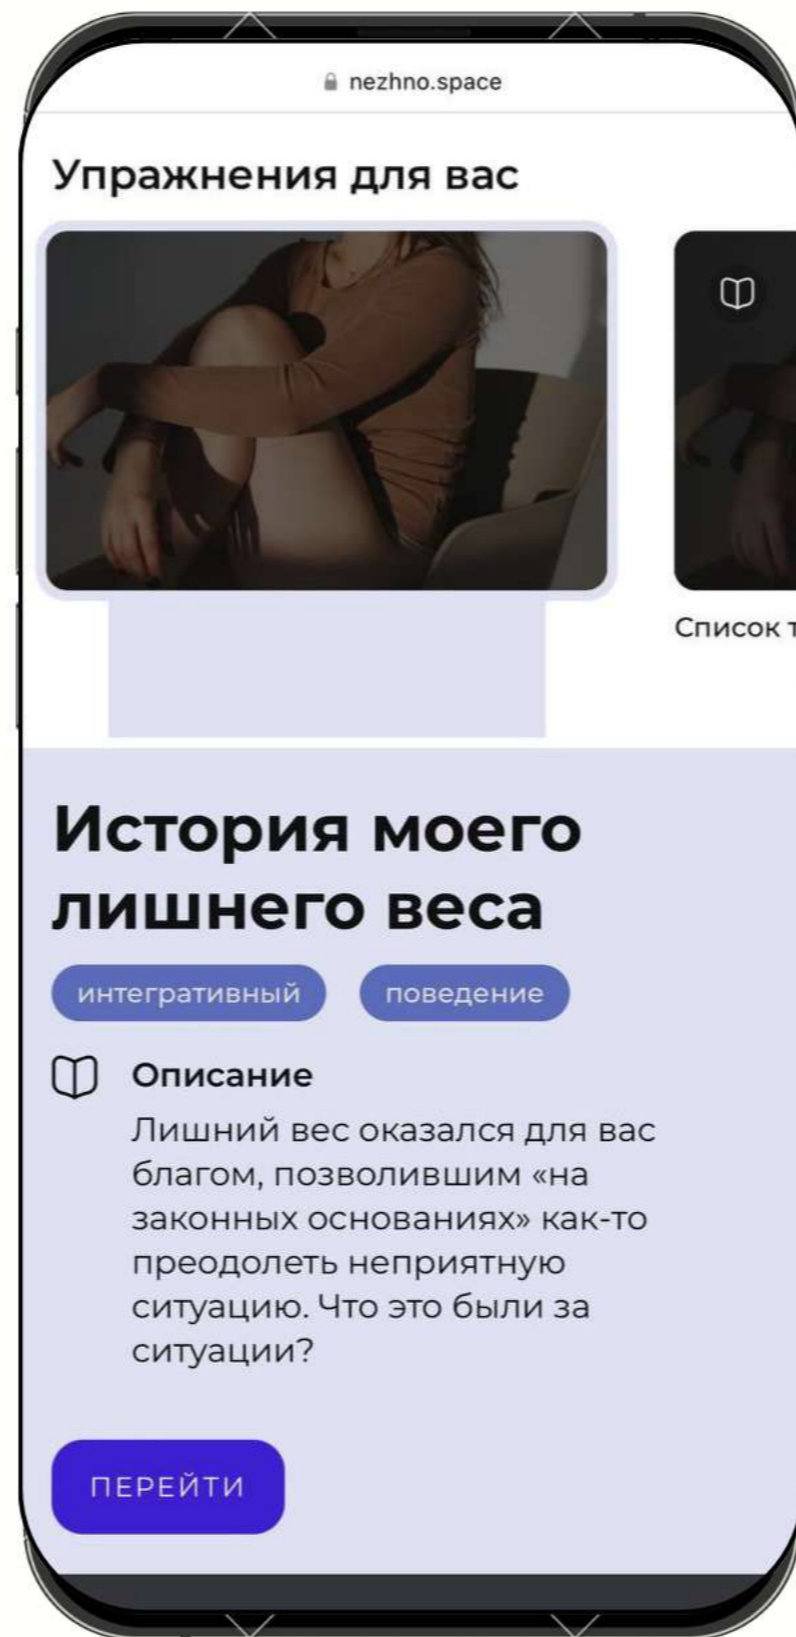 nezhno.space
Упражнения для вас
Список
История моего
лишнего веса
интегративный поведение
Описание
Лишний вес оказался для вас
благом, позволившим «на
законных основаниях» как-то
преодолеть неприятную
ситуацию. Что это были за
ситуации?
ПЕРЕЙТИ